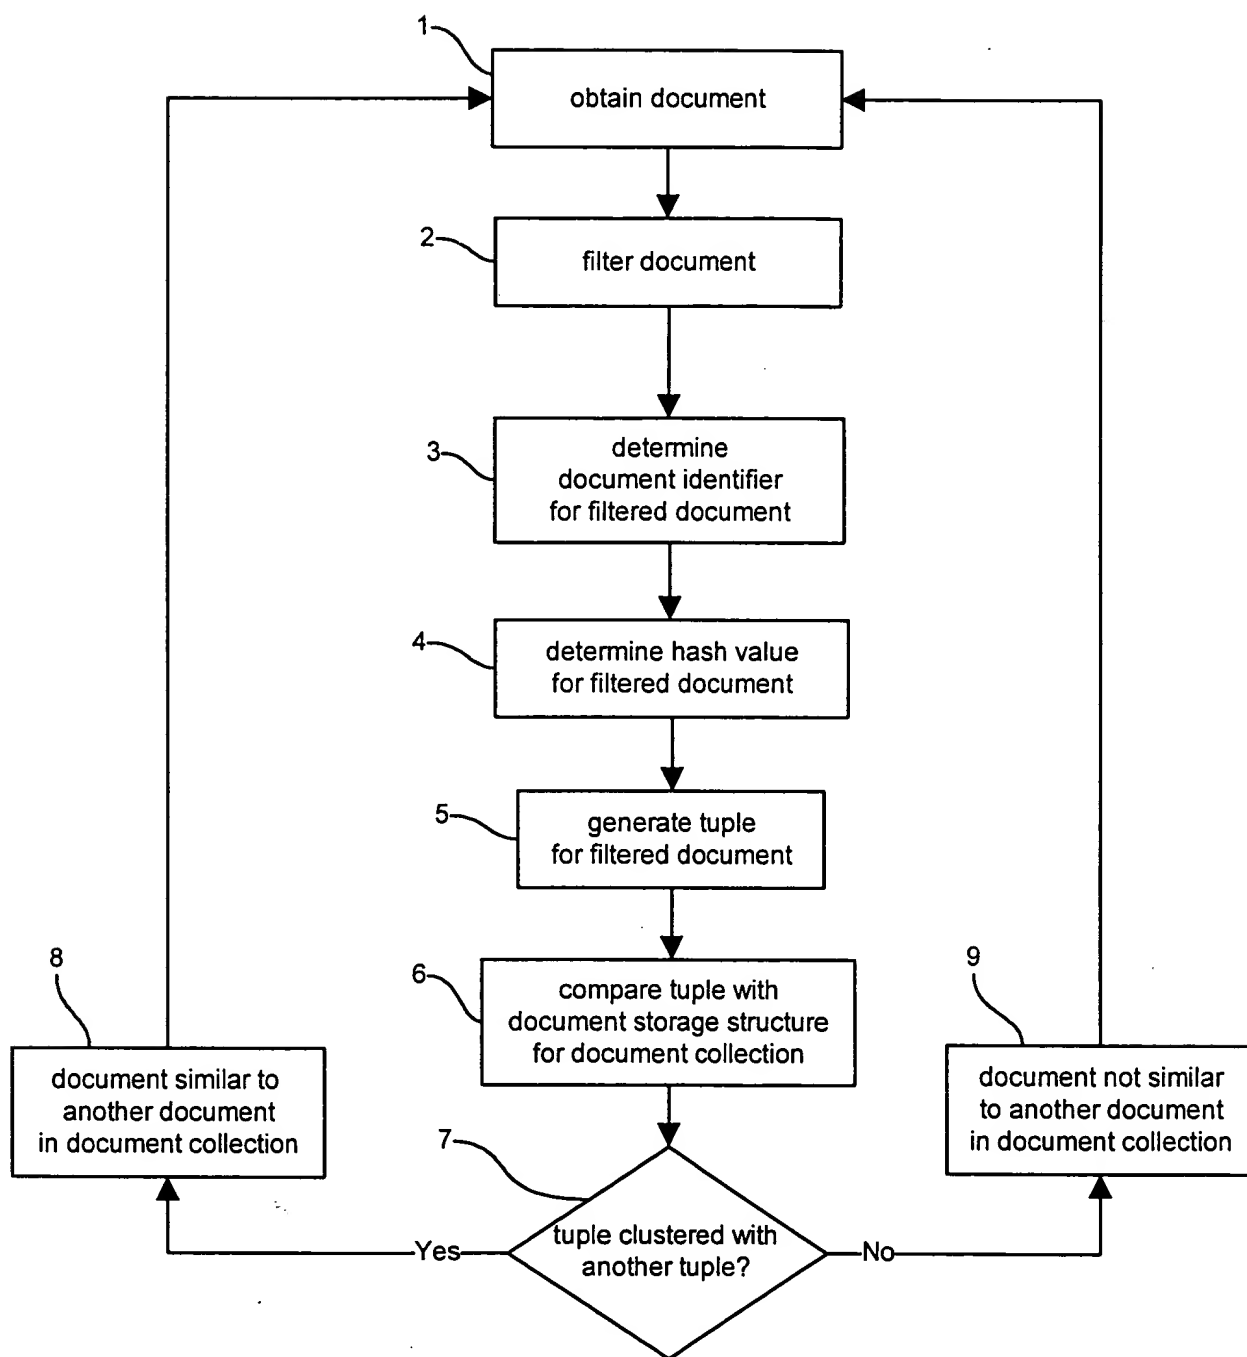 1
obtain document
2
filter document
3
determine
document identifier
for filtered document
4
determine hash value
for filtered document
5
generate tuple
for filtered document
6
compare tuple with
document storage structure
for document collection
7
tuple clustered with
another tuple?
Yes
No
8
document similar to
another document
in document collection
9
document not similar
to another document
in document collection